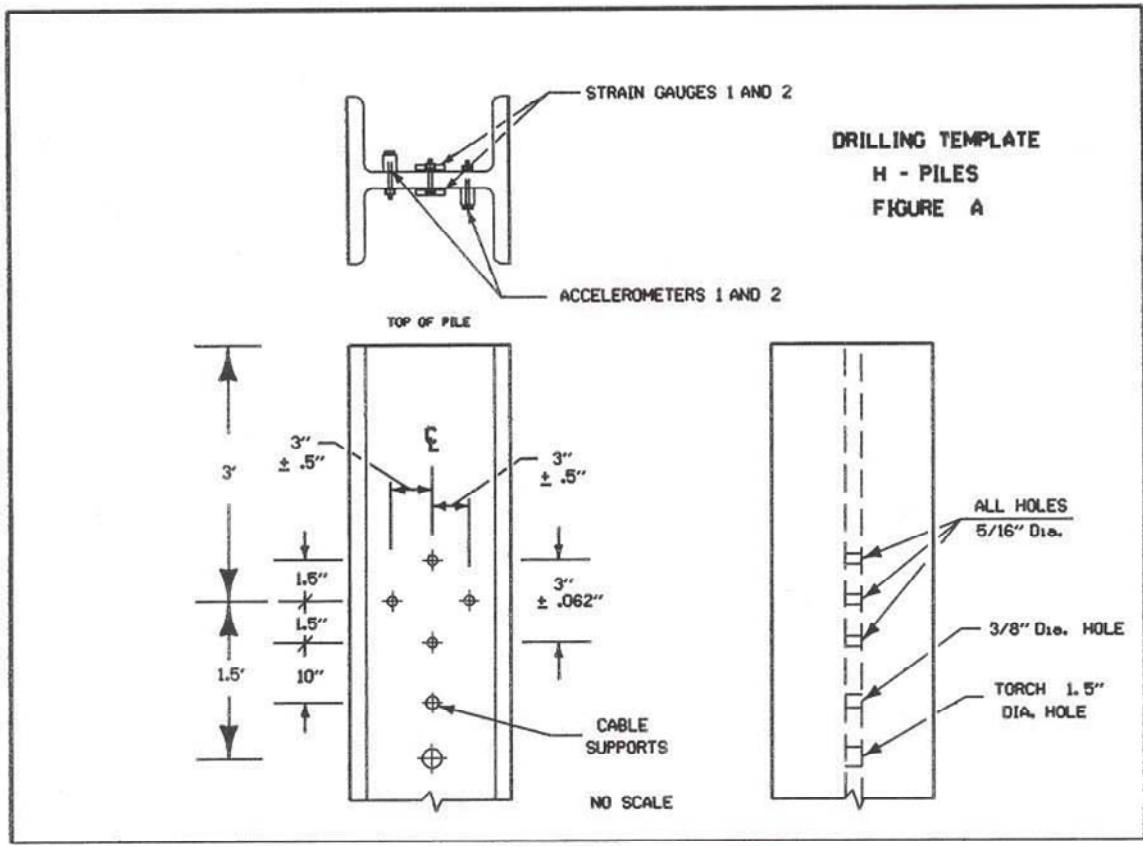 STRAIN GAUGES 1 AND 2
DRILLING TEMPLATE
H - PILES
FIGURE A
ACCELEROMETERS 1 AND 2
TOP OF PILE
℄
3"
± .5"
3"
± .5"
3'
1.5"
1.5"
10"
1.5'
3"
± .062"
CABLE
SUPPORTS
NO SCALE
ALL HOLES
5/16" Dia.
3/8" Dia. HOLE
TORCH 1.5"
DIA. HOLE